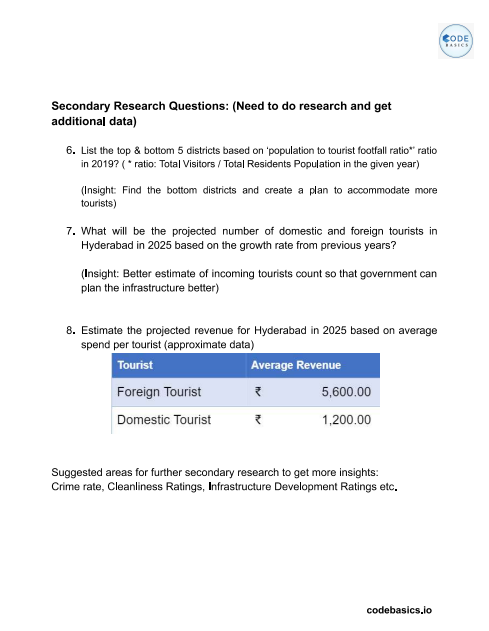 CODE
BASICS
Secondary Research Questions: (Need to do research and get
additional data)
6. List the top & bottom 5 districts based on ‘population to tourist footfall ratio*’ ratio
in 2019? ( * ratio: Total Visitors / Total Residents Population in the given year)
(Insight: Find the bottom districts and create a plan to accommodate more
tourists)
7. What will be the projected number of domestic and foreign tourists in
Hyderabad in 2025 based on the growth rate from previous years?
(Insight: Better estimate of incoming tourists count so that government can
plan the infrastructure better)
8. Estimate the projected revenue for Hyderabad in 2025 based on average
spend per tourist (approximate data)
Tourist Average Revenue
Foreign Tourist ₹ 5,600.00
Domestic Tourist ₹ 1,200.00
Suggested areas for further secondary research to get more insights:
Crime rate, Cleanliness Ratings, Infrastructure Development Ratings etc.
codebasics.io